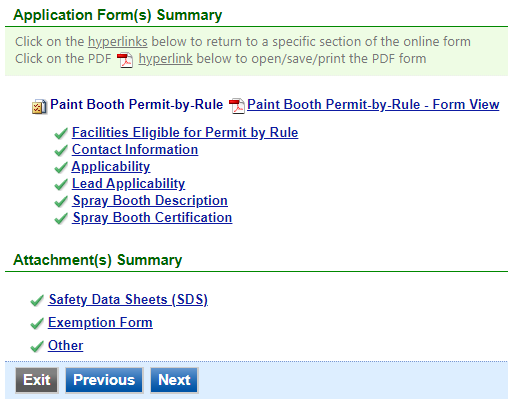 Application Form(s) Summary
Click on the hyperlinks below to return to a specific section of the online form
Click on the PDF hyperlink below to open/save/print the PDF form
Paint Booth Permit-by-Rule Paint Booth Permit-by-Rule - Form View
Facilities Eligible for Permit by Rule
Contact Information
Applicability
Lead Applicability
Spray Booth Description
Spray Booth Certification
Attachment(s) Summary
Safety Data Sheets (SDS)
Exemption Form
Other
Exit Previous Next